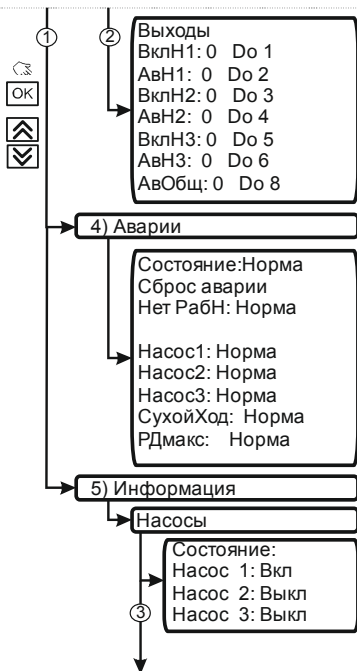 1
2
OK
Выходы
ВклН1: 0 Do 1
АвН1: 0 Do 2
ВклН2: 0 Do 3
АвН2: 0 Do 4
ВклН3: 0 Do 5
АвН3: 0 Do 6
АвОбщ: 0 Do 8
4) Аварии
Состояние:Норма
Сброс аварии
Нет РабН: Норма
Насос1: Норма
Насос2: Норма
Насос3: Норма
СухойХод: Норма
РДмакс: Норма
5) Информация
Насосы
Состояние:
Насос 1: Вкл
Насос 2: Выкл
Насос 3: Выкл
3